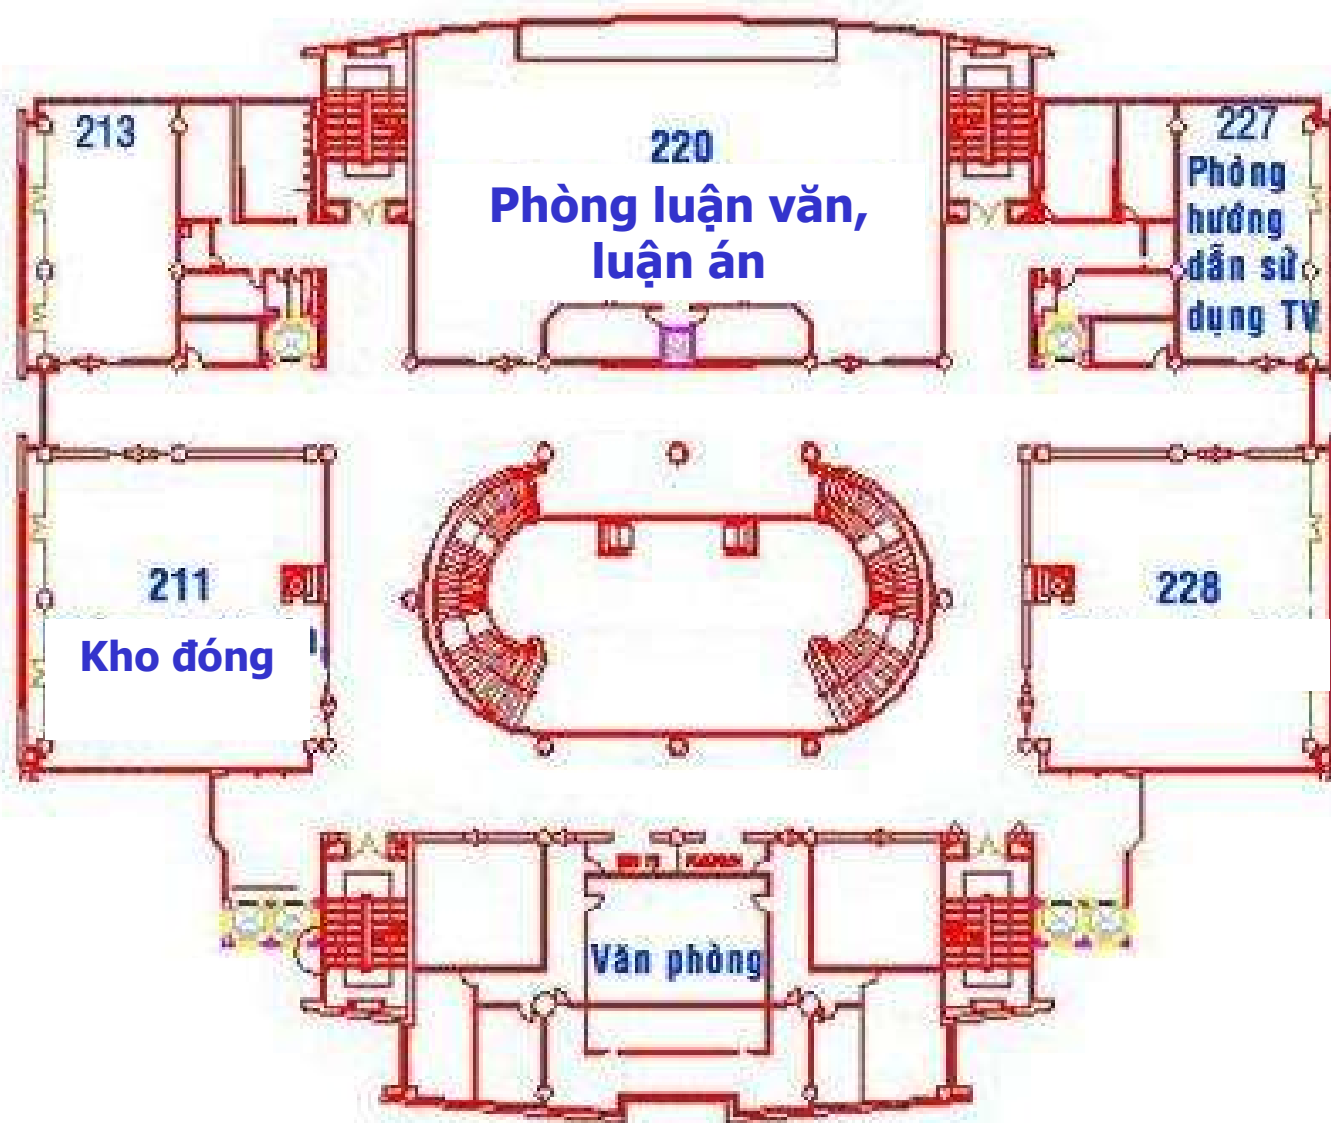 213
220
Phòng luận văn,
luận án
227
Phòng
hướng
dẫn sử
dụng TV
211
Kho đóng
228
Văn phòng